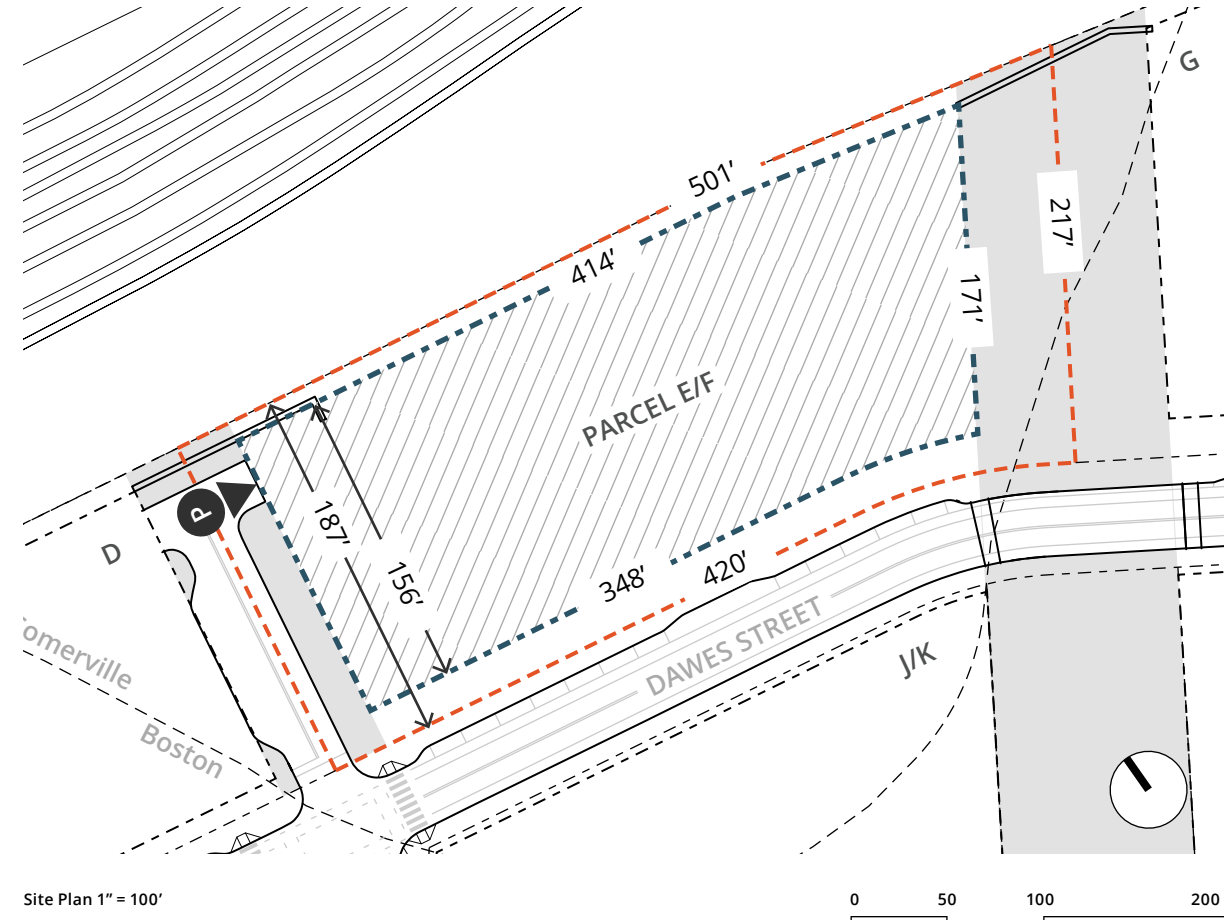 G
501′
217′
414′
171′
PARCEL E/F
P
187′
D
156′
348′
420′
omerville
DAWES STREET
J/K
Boston
Site Plan 1” = 100’
0 50 100 200